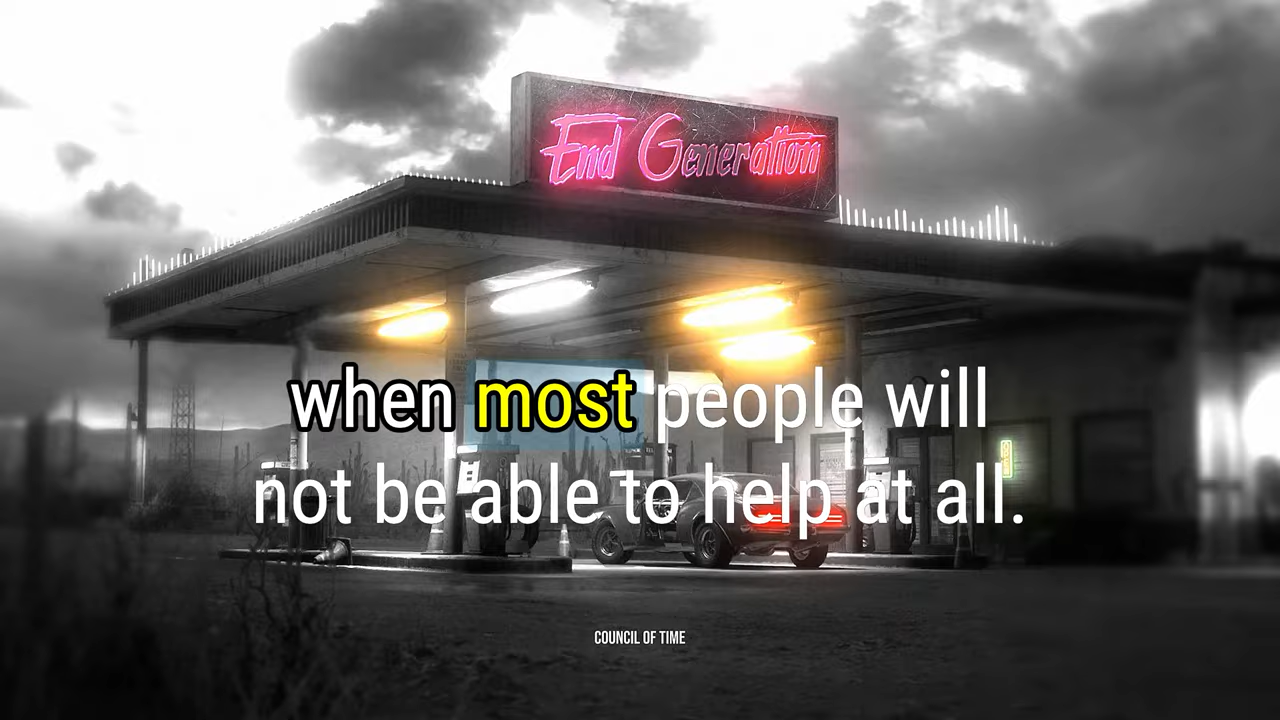 End Generation
when most people will
not be able to help at all.
COUNCIL OF TIME